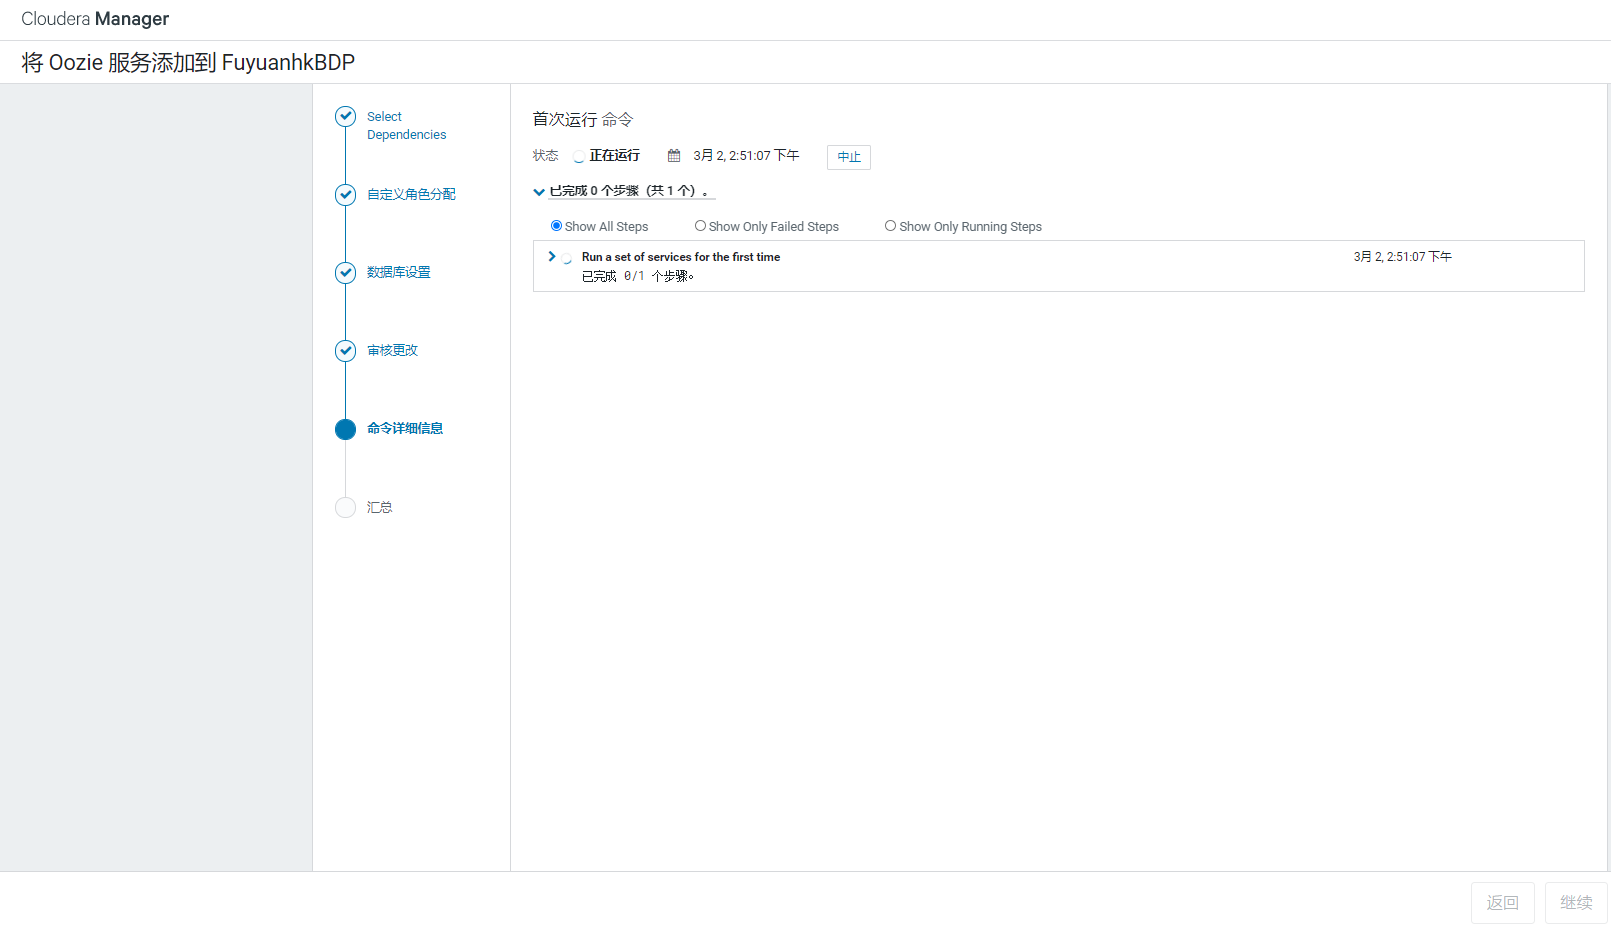 Cloudera Manager
将 Oozie 服务添加到 FuyuanhkBDP
Select
Dependencies
自定义角色分配
数据库设置
审核更改
命令详细信息
汇总
首次运行 命令
状态 正在运行 3月 2, 2:51:07 下午 中止
已完成 0 个步骤（共 1 个）。
Show All Steps Show Only Failed Steps Show Only Running Steps
Run a set of services for the first time 3月 2, 2:51:07 下午
已完成 0/1 个步骤。
返回 继续